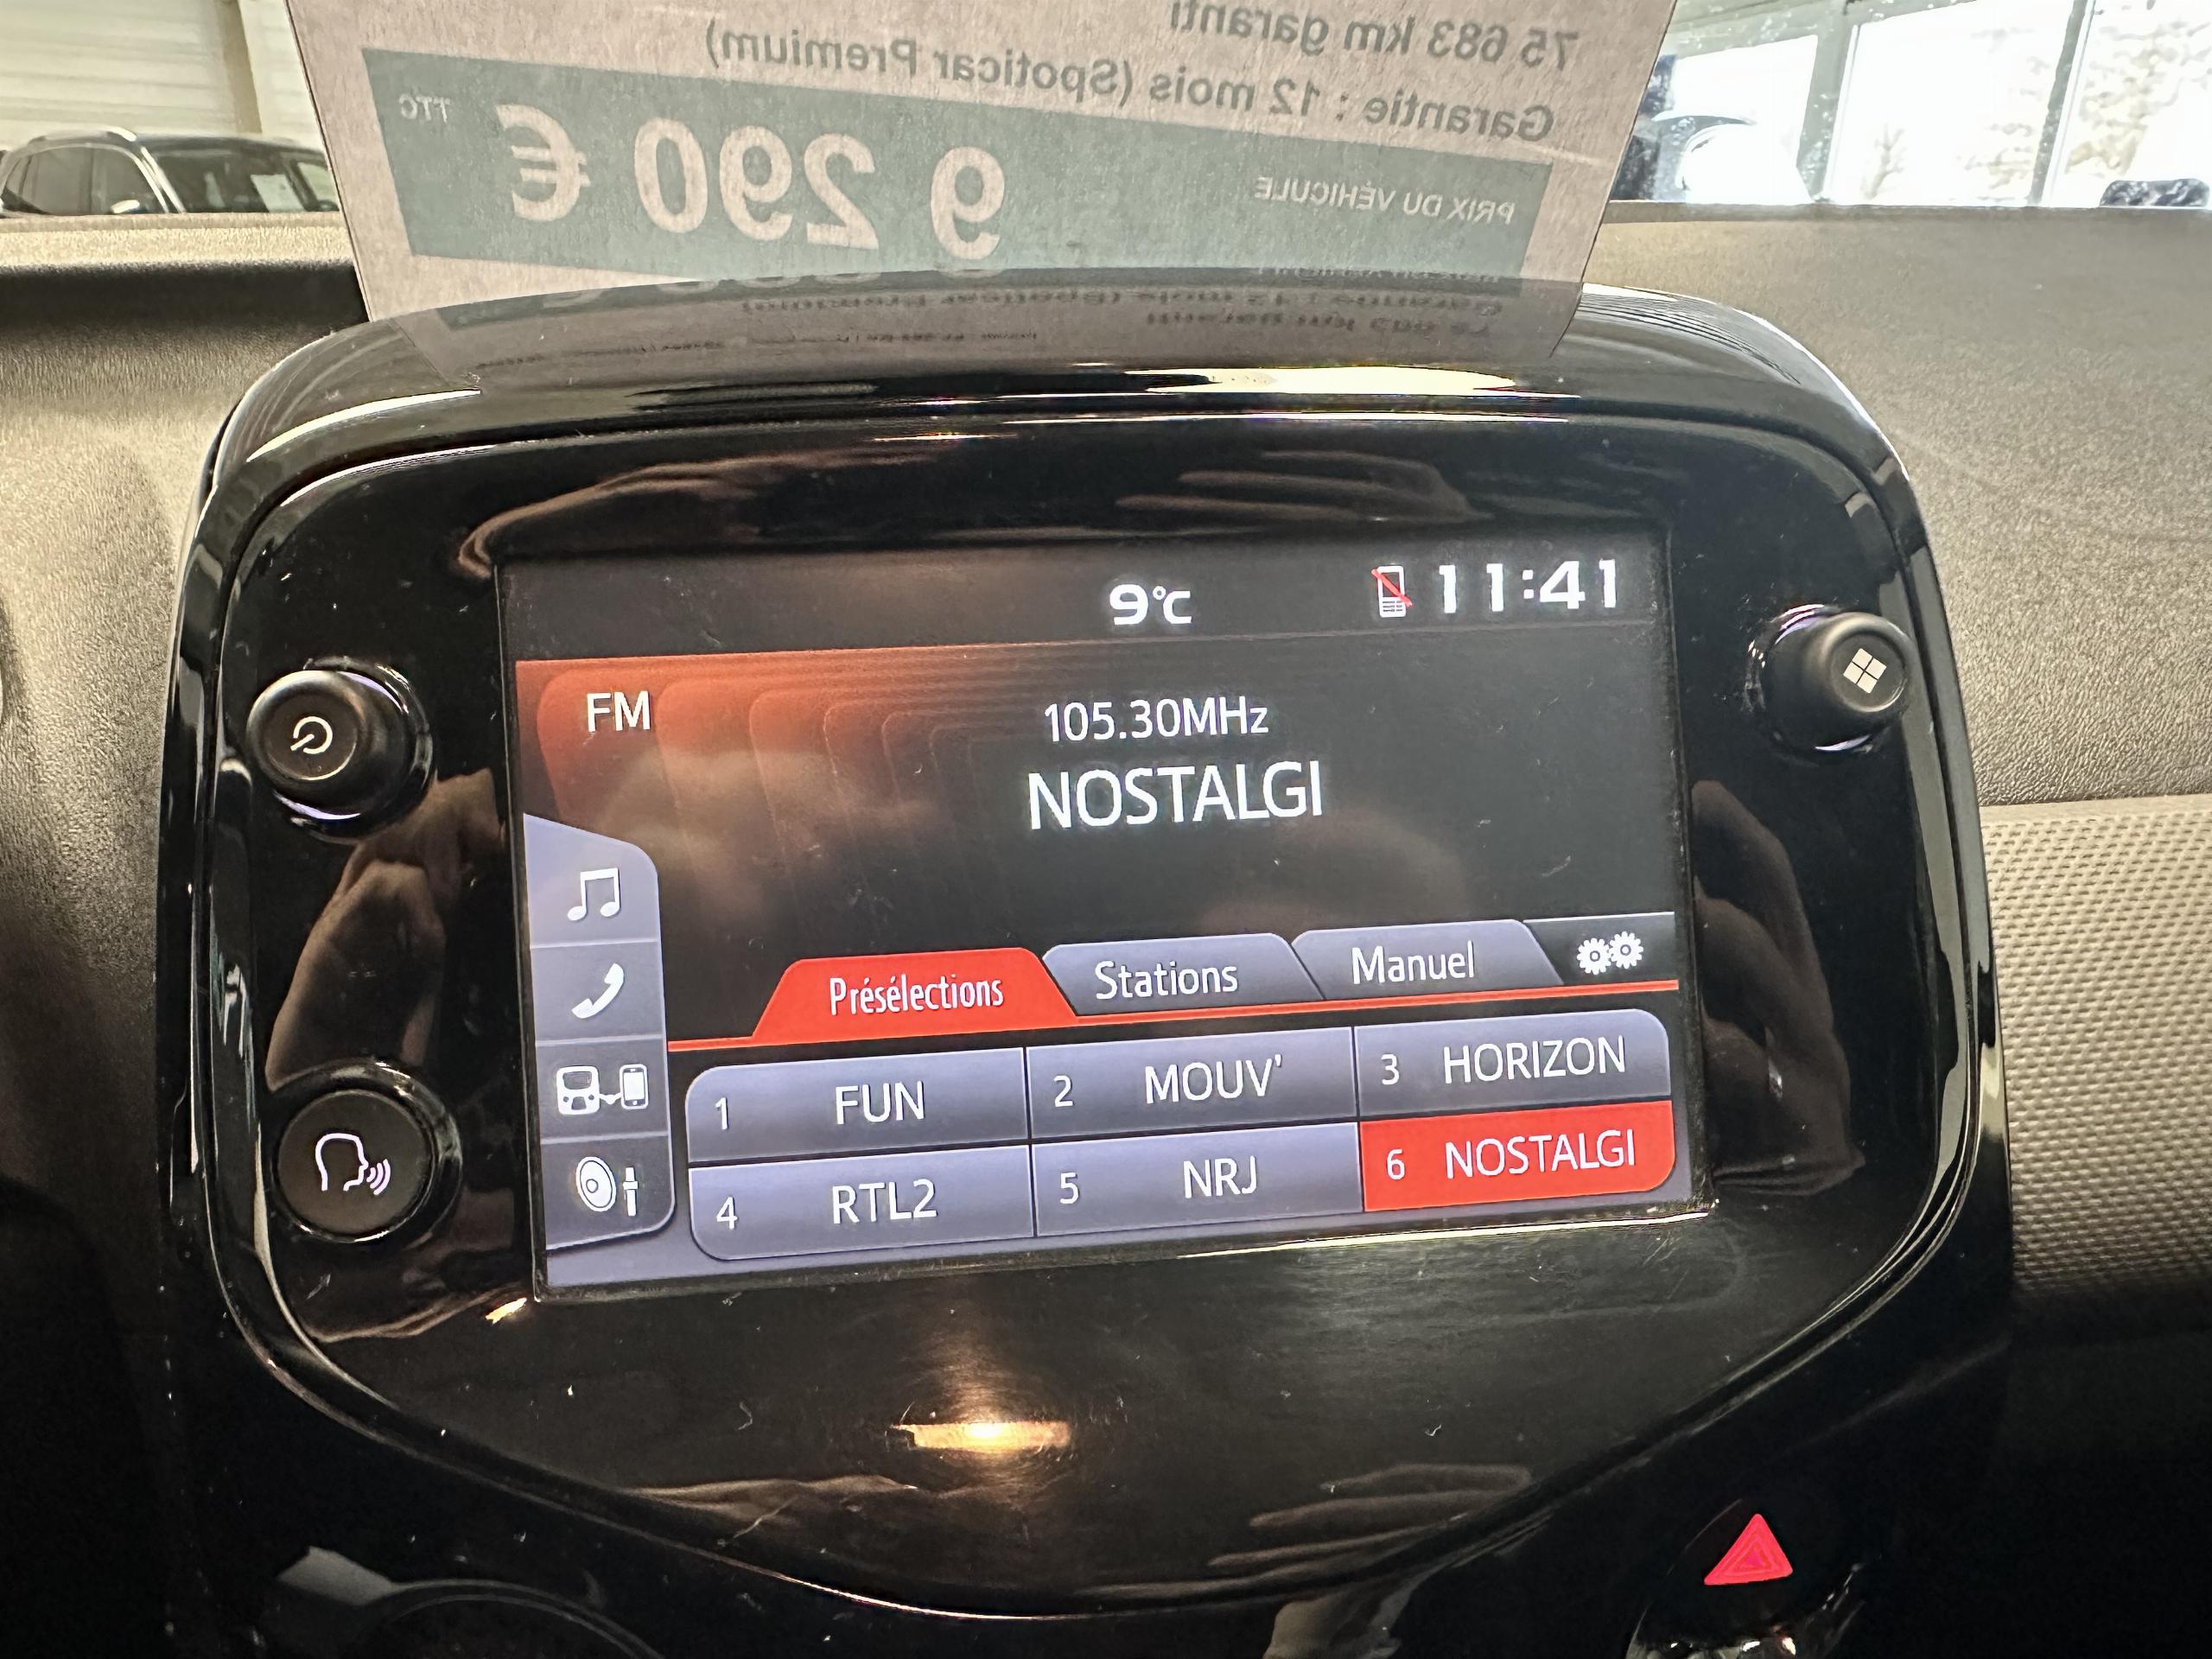 75 683 km garanti
Garantie : 12 mois (Spoticar Premium)
PRIX DU VÉHICULE 9 290 € TTC
9°C 11:41
FM 105.30MHz
NOSTALGI
Présélections Stations Manuel
1 FUN 2 MOUV' 3 HORIZON
4 RTL2 5 NRJ 6 NOSTALGI